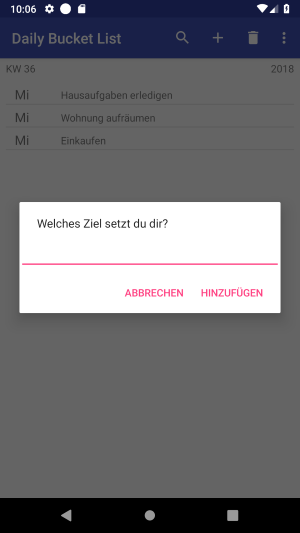 10:06
Daily Bucket List
KW 36 2018
Mi Hausaufgaben erledigen
Mi Wohnung aufräumen
Mi Einkaufen
Welches Ziel setzt du dir?
ABBRECHEN HINZUFÜGEN